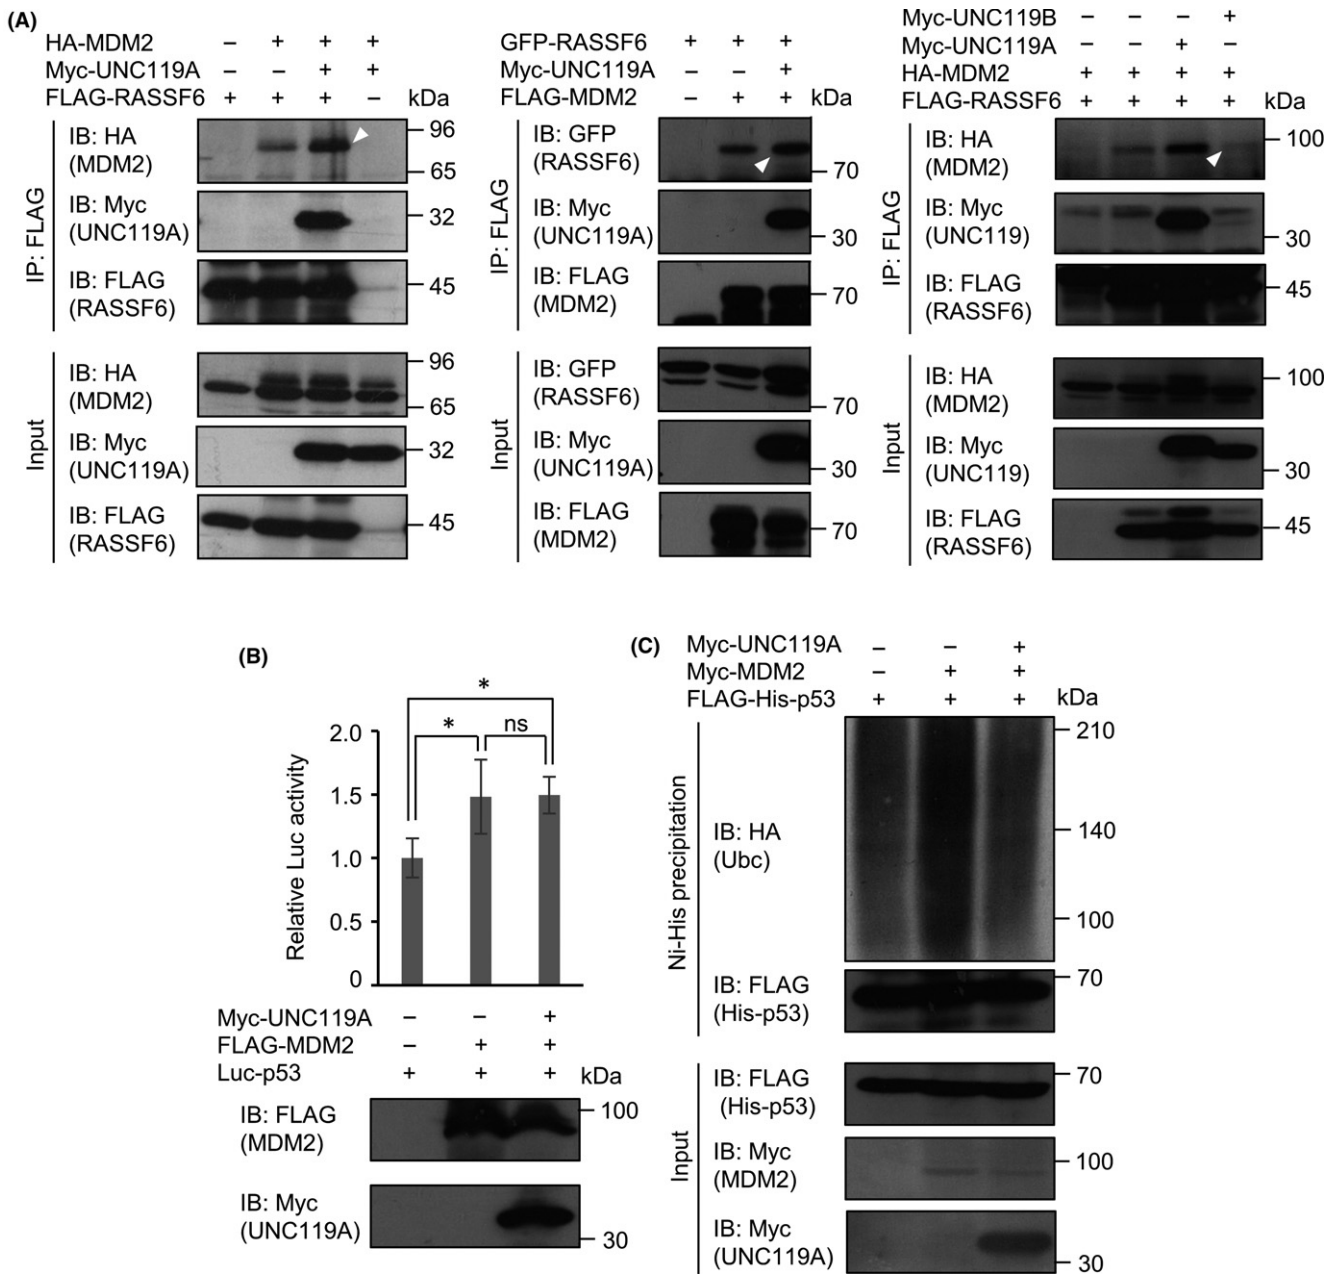 (A)
HA-MDM2 – + + +
Myc-UNC119A – – + +
FLAG-RASSF6 + + + – kDa
IP: FLAG
IB: HA
(MDM2)
96
65
IB: Myc
(UNC119A)
32
IB: FLAG
(RASSF6)
45
Input
IB: HA
(MDM2)
96
65
IB: Myc
(UNC119A)
32
IB: FLAG
(RASSF6)
45
GFP-RASSF6 + + +
Myc-UNC119A – – +
FLAG-MDM2 – + + kDa
IP: FLAG
IB: GFP
(RASSF6)
70
IB: Myc
(UNC119A)
30
IB: FLAG
(MDM2)
70
Input
IB: GFP
(RASSF6)
70
IB: Myc
(UNC119A)
30
IB: FLAG
(MDM2)
70
Myc-UNC119B – – – +
Myc-UNC119A – – + –
HA-MDM2 + + + +
FLAG-RASSF6 + + + + kDa
IP: FLAG
IB: HA
(MDM2)
100
IB: Myc
(UNC119)
30
IB: FLAG
(RASSF6)
45
Input
IB: HA
(MDM2)
100
IB: Myc
(UNC119)
30
IB: FLAG
(RASSF6)
45
(B)
*
* ns
Relative Luc activity
2.0
1.5
1.0
0.5
0
Myc-UNC119A – – +
FLAG-MDM2 – + +
Luc-p53 + + + kDa
IB: FLAG
(MDM2)
100
IB: Myc
(UNC119A)
30
(C)
Myc-UNC119A – – +
Myc-MDM2 – + +
FLAG-His-p53 + + + kDa
Ni-His precipitation
IB: HA
(Ubc)
210
140
100
IB: FLAG
(His-p53)
70
Input
IB: FLAG
(His-p53)
70
IB: Myc
(MDM2)
100
IB: Myc
(UNC119A)
30